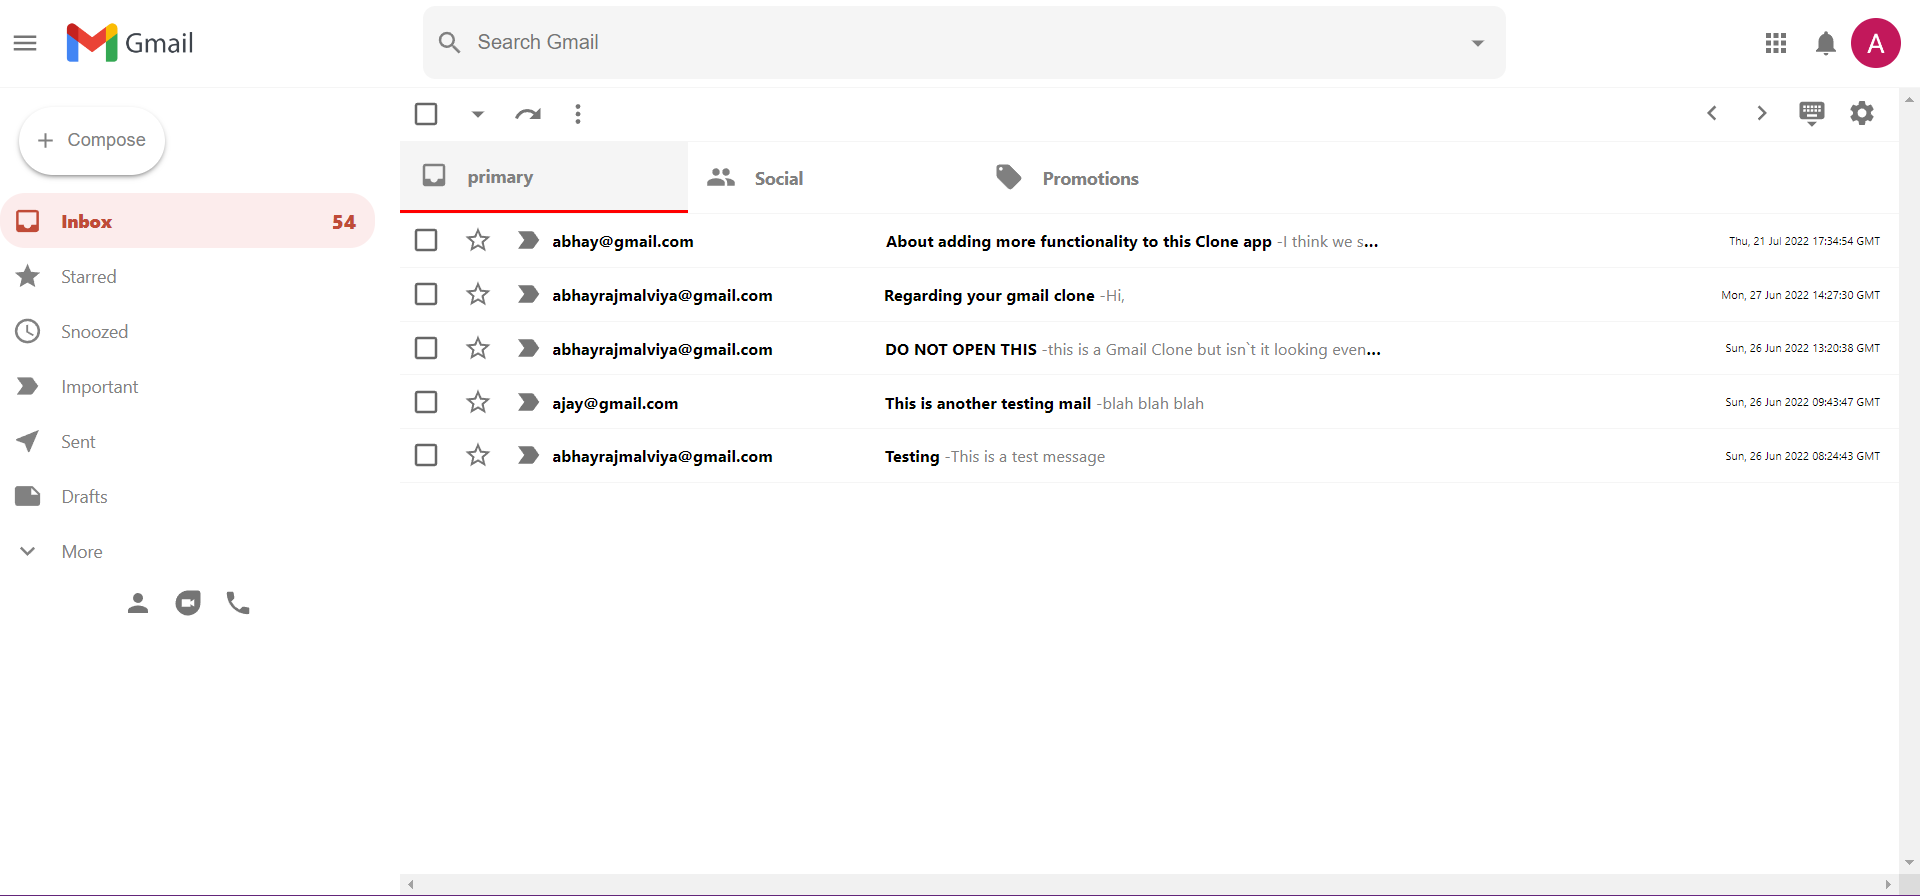 Gmail
Search Gmail
A
Compose
primary
Social
Promotions
Inbox 54
Starred
Snoozed
Important
Sent
Drafts
More
abhay@gmail.com About adding more functionality to this Clone app -I think we s... Thu, 21 Jul 2022 17:34:54 GMT
abhayrajmalviya@gmail.com Regarding your gmail clone -Hi, Mon, 27 Jun 2022 14:27:30 GMT
abhayrajmalviya@gmail.com DO NOT OPEN THIS -this is a Gmail Clone but isn`t it looking even... Sun, 26 Jun 2022 13:20:38 GMT
ajay@gmail.com This is another testing mail -blah blah blah Sun, 26 Jun 2022 09:43:47 GMT
abhayrajmalviya@gmail.com Testing -This is a test message Sun, 26 Jun 2022 08:24:43 GMT